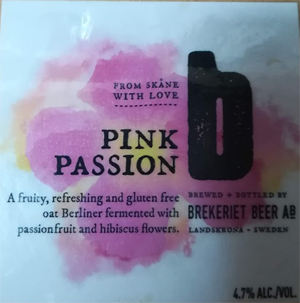 FROM SKÅNE
WITH LOVE
PINK
PASSION
b
A fruity, refreshing and gluten free
oat Berliner fermented with
passionfruit and hibiscus flowers.
BREWED + BOTTLED BY
BREKERIET BEER AB
LANDSKRONA - SWEDEN
4,7% ALC./VOL.